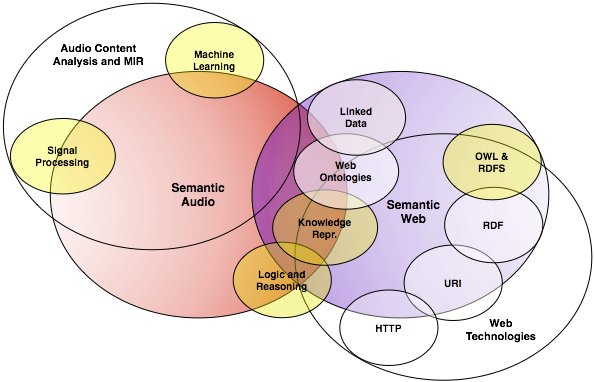 Audio Content
Analysis and MIR
Machine
Learning
Signal
Processing
Semantic
Audio
Linked
Data
Web
Ontologies
Knowledge
Repr.
Logic and
Reasoning
Semantic
Web
OWL &
RDFS
RDF
URI
HTTP
Web
Technologies